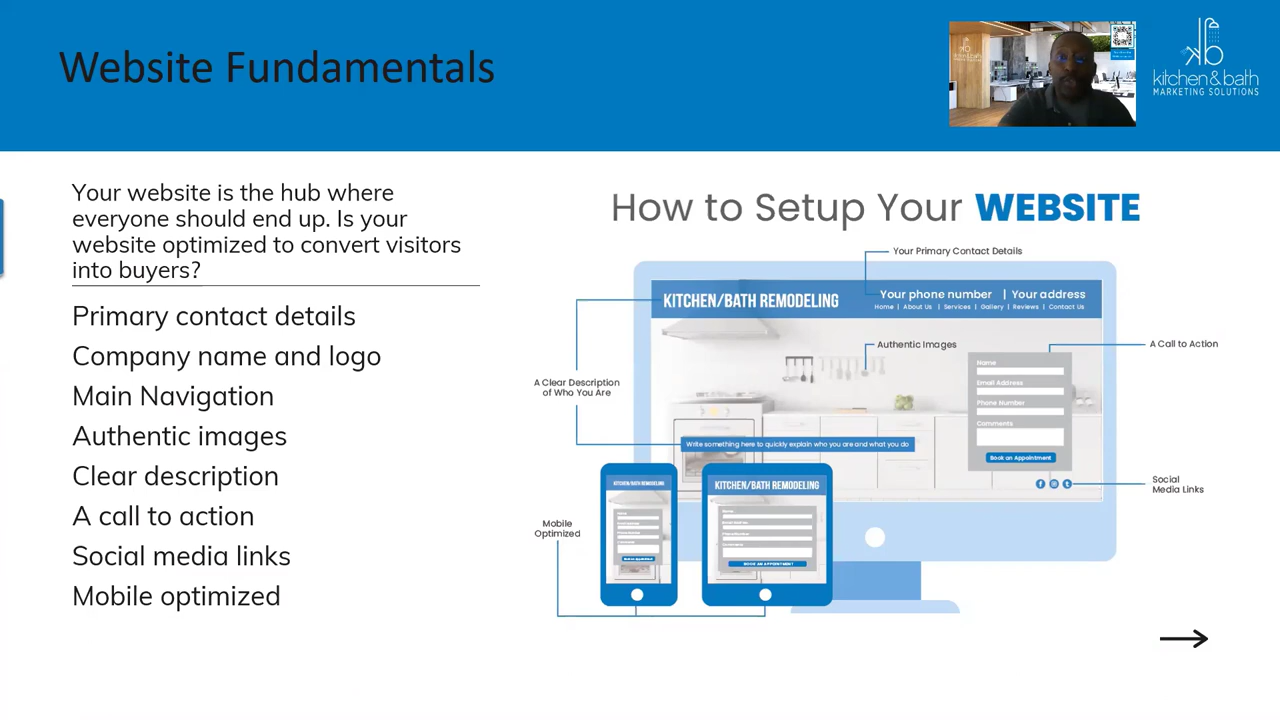 Website Fundamentals
kitchen & bath
MARKETING SOLUTIONS
Your website is the hub where
everyone should end up. Is your
website optimized to convert visitors
into buyers?
Primary contact details
Company name and logo
Main Navigation
Authentic images
Clear description
A call to action
Social media links
Mobile optimized
How to Setup Your WEBSITE
Your Primary Contact Details
KITCHEN/BATH REMODELING
Your phone number | Your address
Home | About Us | Services | Gallery | Reviews | Contact Us
Authentic Images
A Call to Action
Name
Email Address
Phone Number
Comments
Book an Appointment
A Clear Description
of Who You Are
Write something here to quickly explain who you are and what you do
Social
Media Links
Mobile
Optimized
KITCHEN/BATH REMODELING
KITCHEN/BATH REMODELING
BOOK AN APPOINTMENT